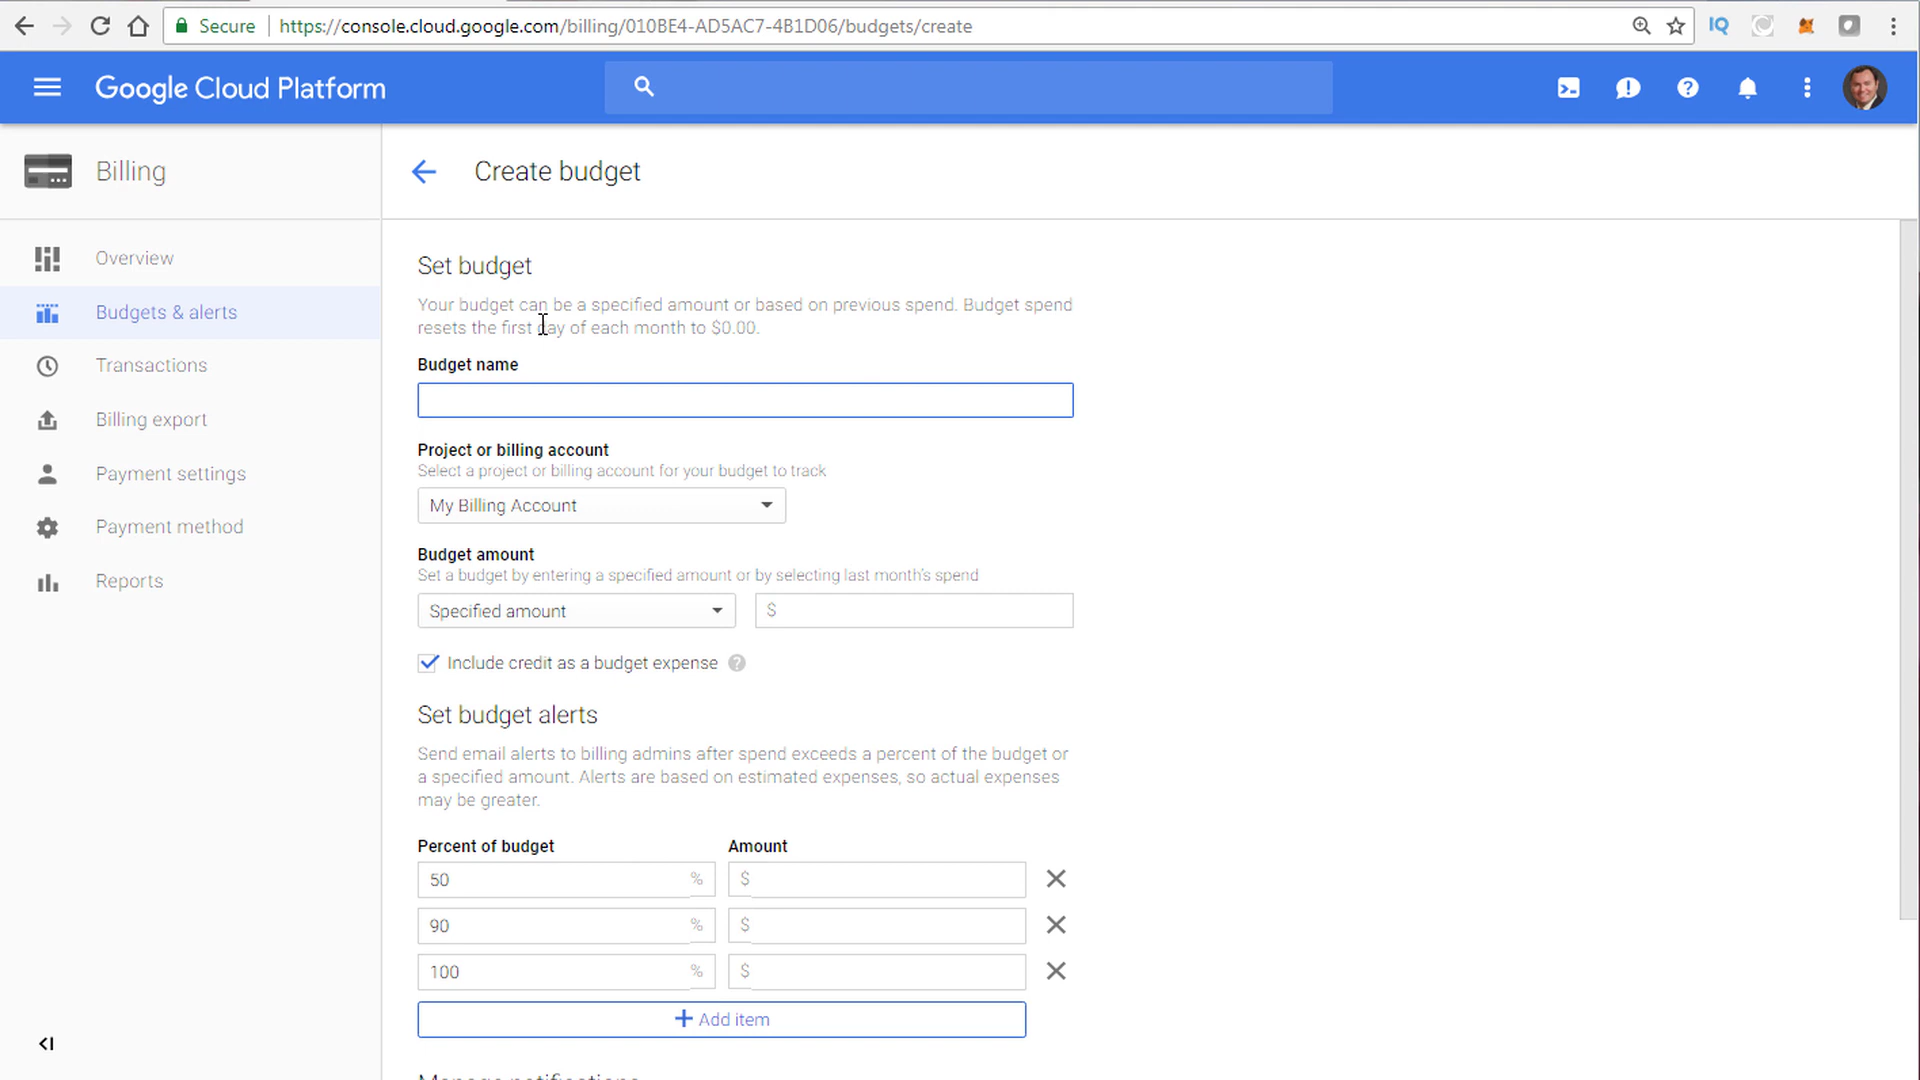 Secure https://console.cloud.google.com/billing/010BE4-AD5AC7-4B1D06/budgets/create
IQ
Google Cloud Platform
Billing
Create budget
Overview
Budgets & alerts
Transactions
Billing export
Payment settings
Payment method
Reports
Set budget
Your budget can be a specified amount or based on previous spend. Budget spend
resets the first day of each month to $0.00.
Budget name
Project or billing account
Select a project or billing account for your budget to track
My Billing Account
Budget amount
Set a budget by entering a specified amount or by selecting last month's spend
Specified amount $
Include credit as a budget expense ?
Set budget alerts
Send email alerts to billing admins after spend exceeds a percent of the budget or
a specified amount. Alerts are based on estimated expenses, so actual expenses
may be greater.
Percent of budget Amount
50 % $
90 % $
100 % $
+ Add item
Manage notifications